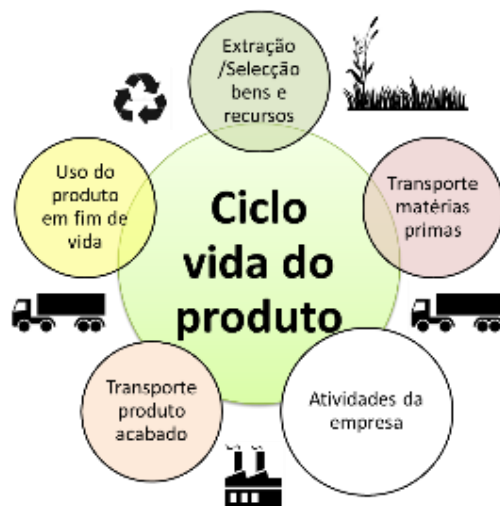 Extração
/Selecção
bens e
recursos
Transporte
matérias
primas
Atividades da
empresa
Transporte
produto
acabado
Uso do
produto
em fim de
vida
Ciclo
vida do
produto